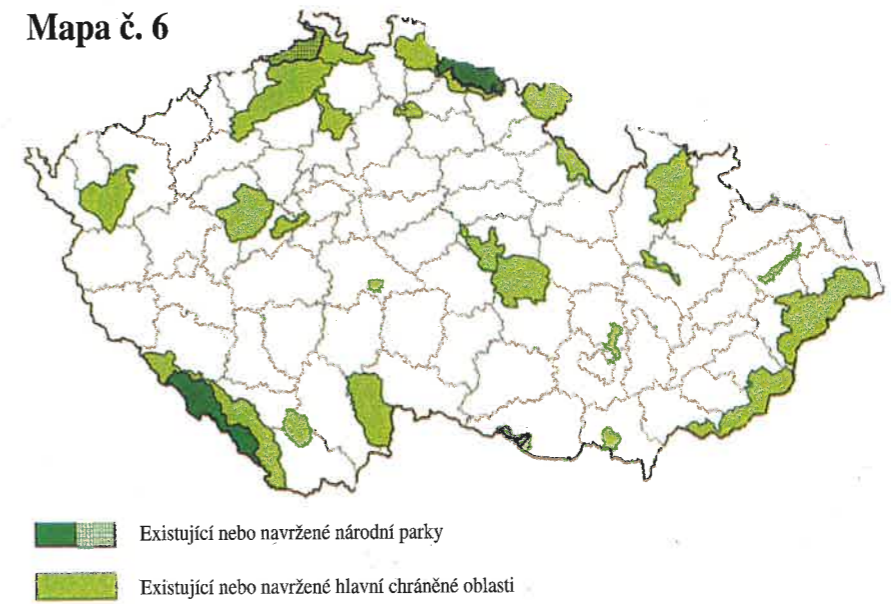 Mapa č. 6
Existující nebo navržené národní parky
Existující nebo navržené hlavní chráněné oblasti